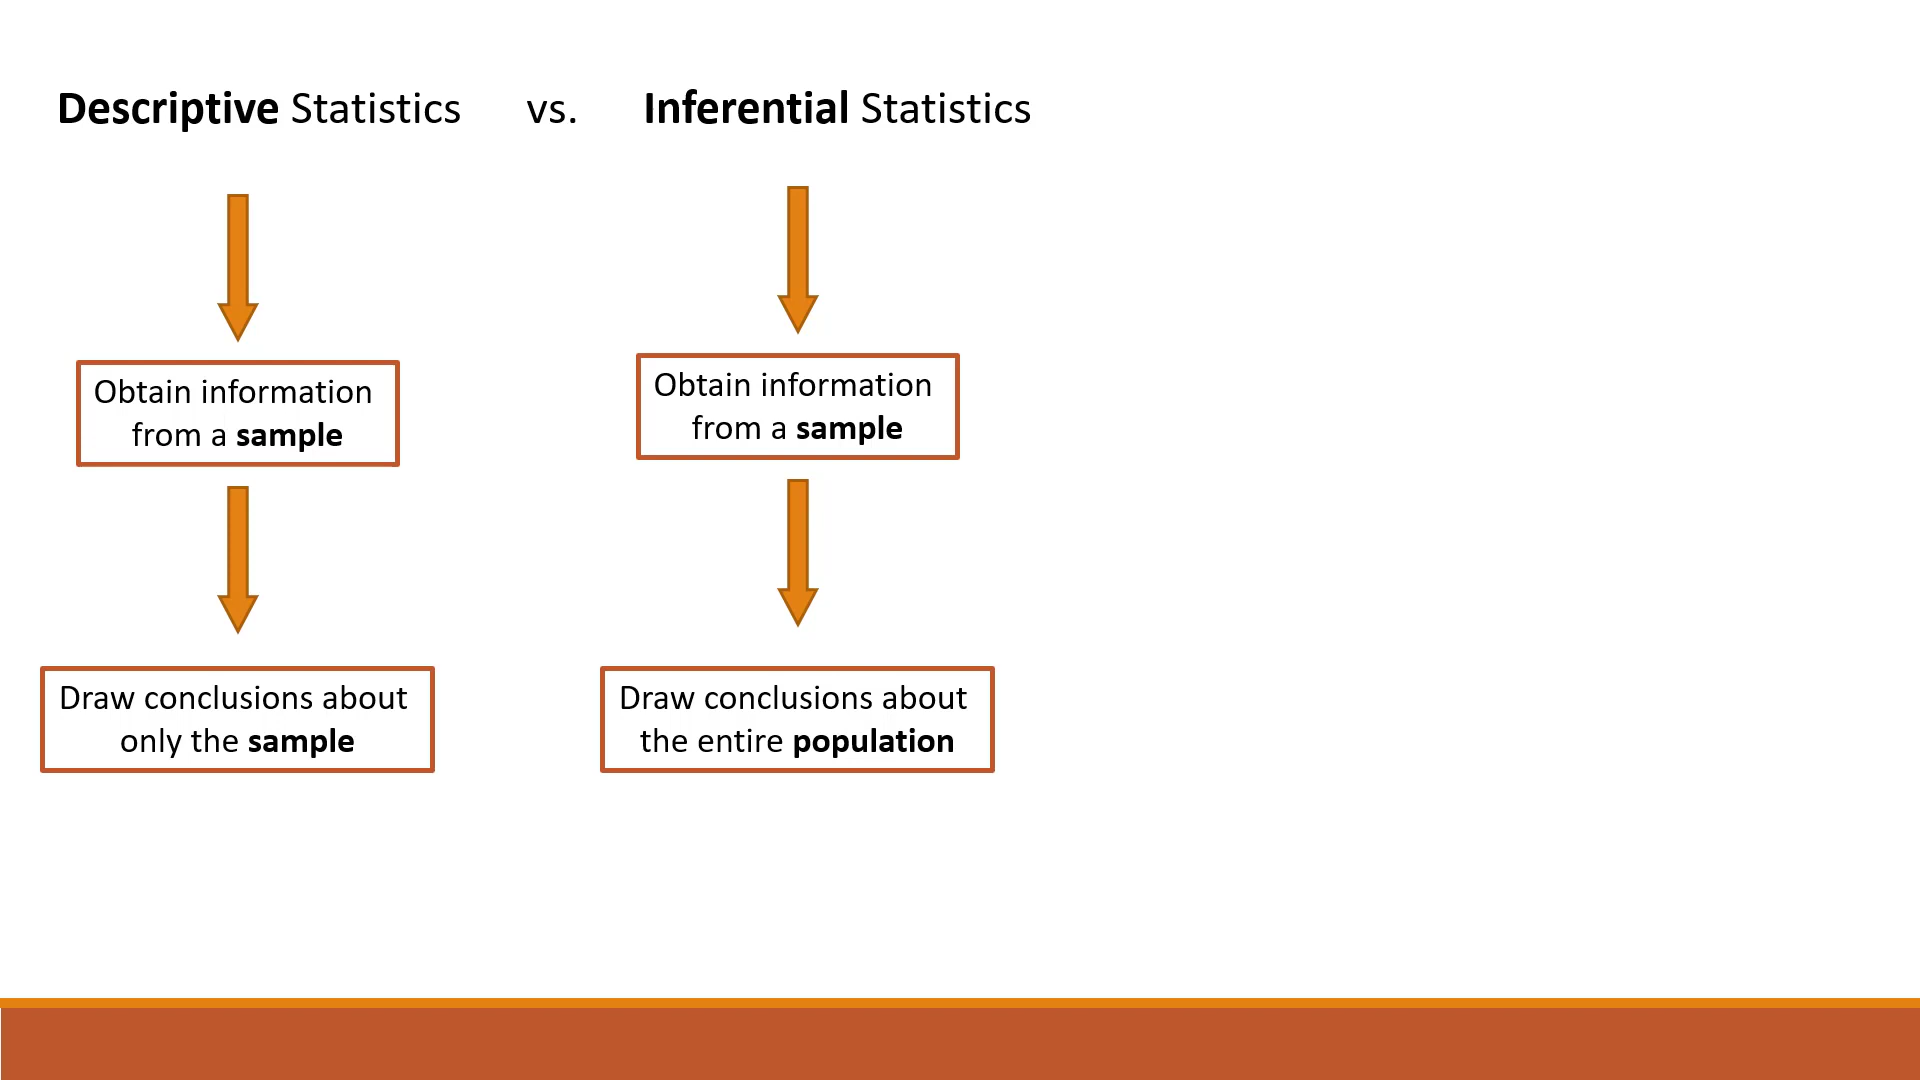 Descriptive Statistics vs. Inferential Statistics
Obtain information
from a sample
Draw conclusions about
only the sample
Obtain information
from a sample
Draw conclusions about
the entire population